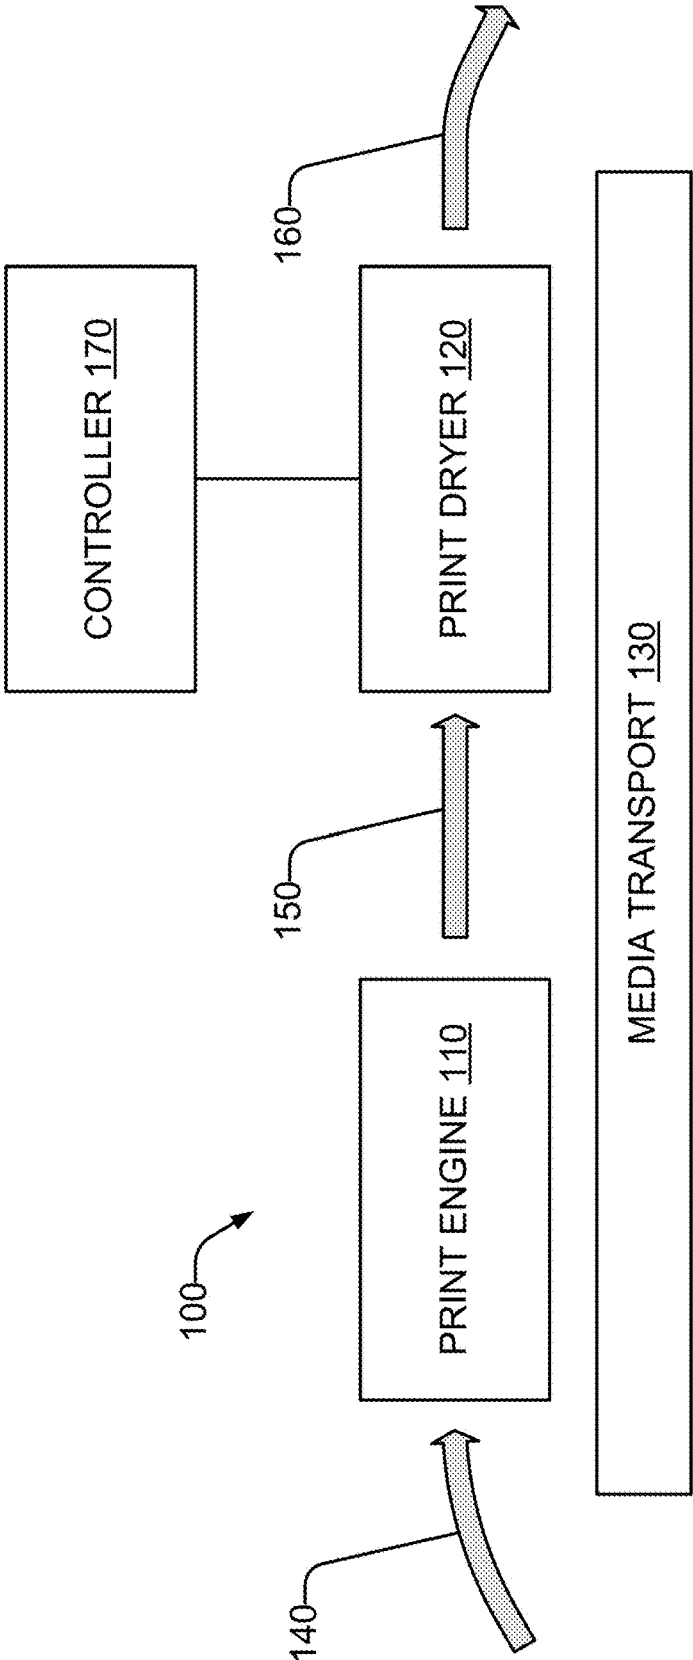 100
CONTROLLER 170
140
150
160
PRINT ENGINE 110
PRINT DRYER 120
MEDIA TRANSPORT 130